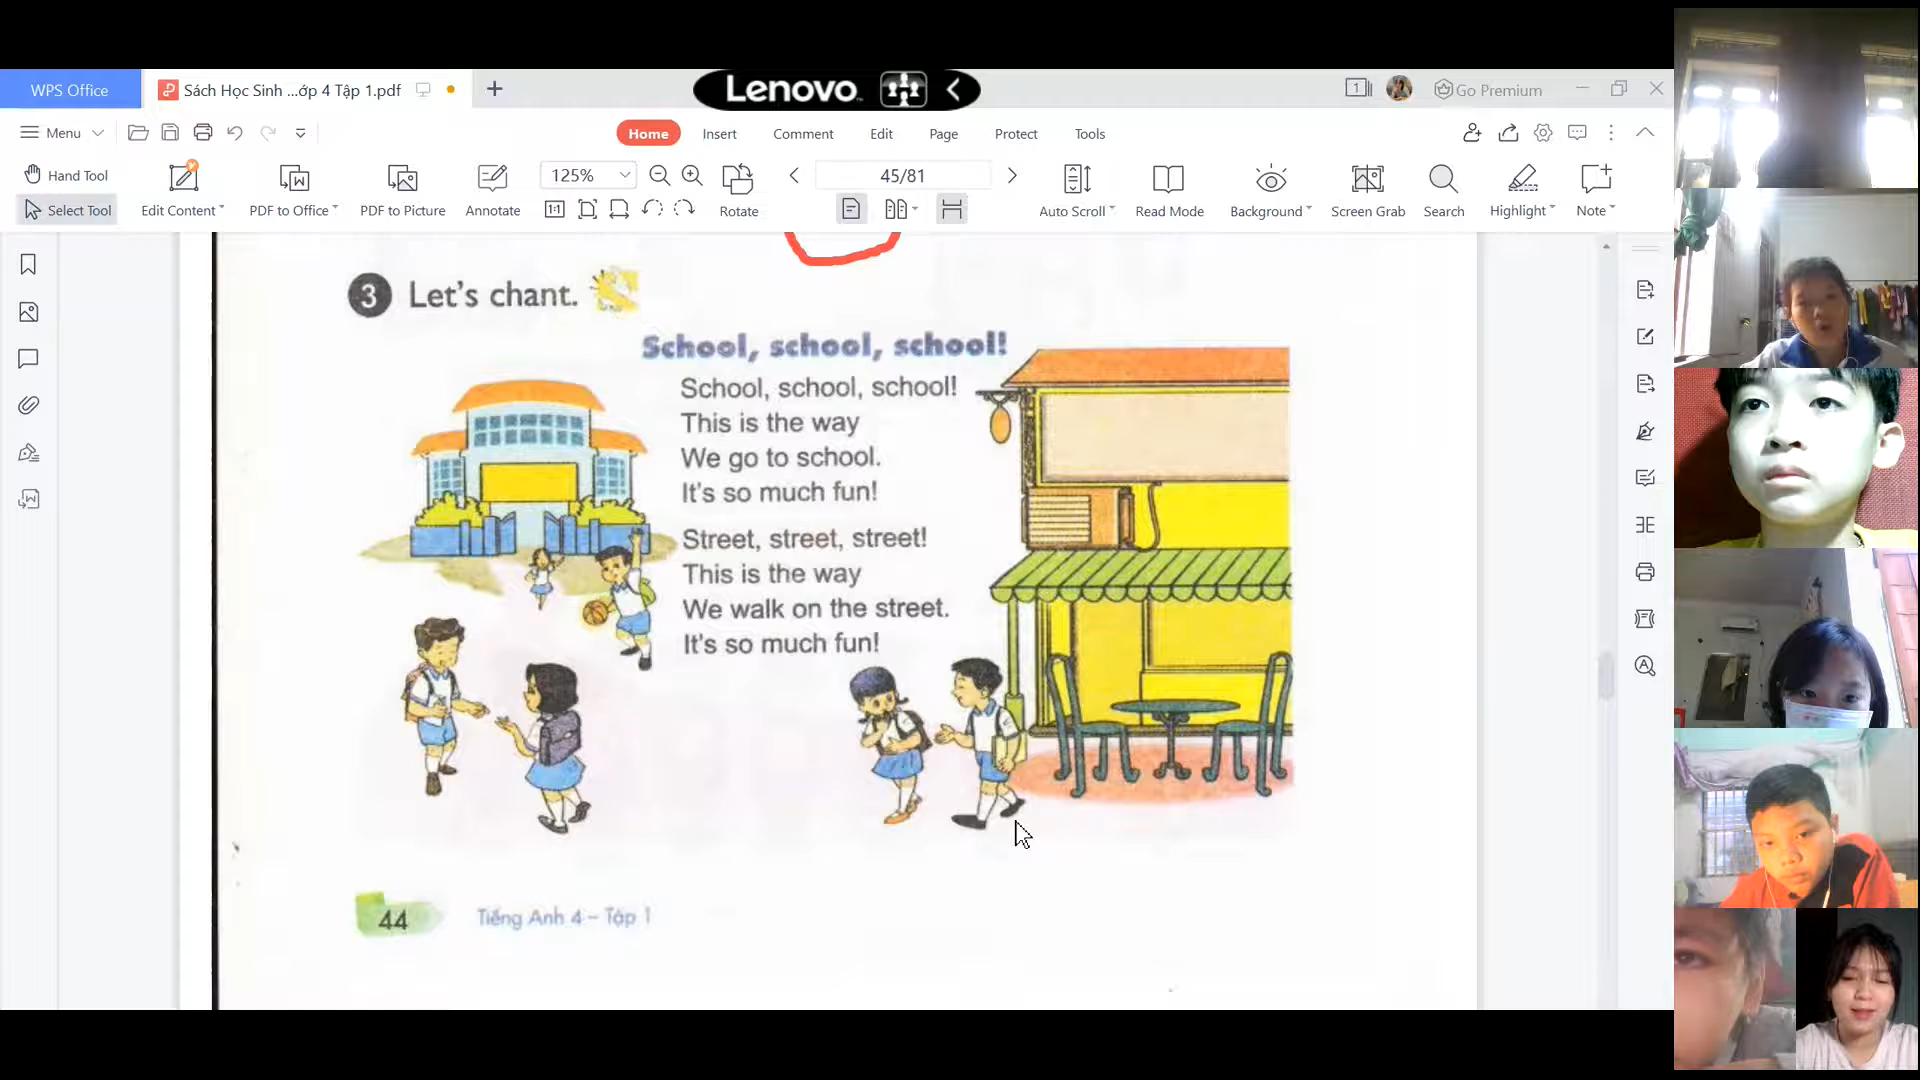 WPS Office
Sách Học Sinh ...ớp 4 Tập 1.pdf
Lenovo
1
Go Premium
Menu
Home
Insert
Comment
Edit
Page
Protect
Tools
Hand Tool
Select Tool
Edit Content
PDF to Office
PDF to Picture
Annotate
125%
1:1
Rotate
45/81
Auto Scroll
Read Mode
Background
Screen Grab
Search
Highlight
Note
3 Let's chant.
School, school, school!
School, school, school!
This is the way
We go to school.
It's so much fun!
Street, street, street!
This is the way
We walk on the street.
It's so much fun!
44
Tiếng Anh 4 – Tập 1